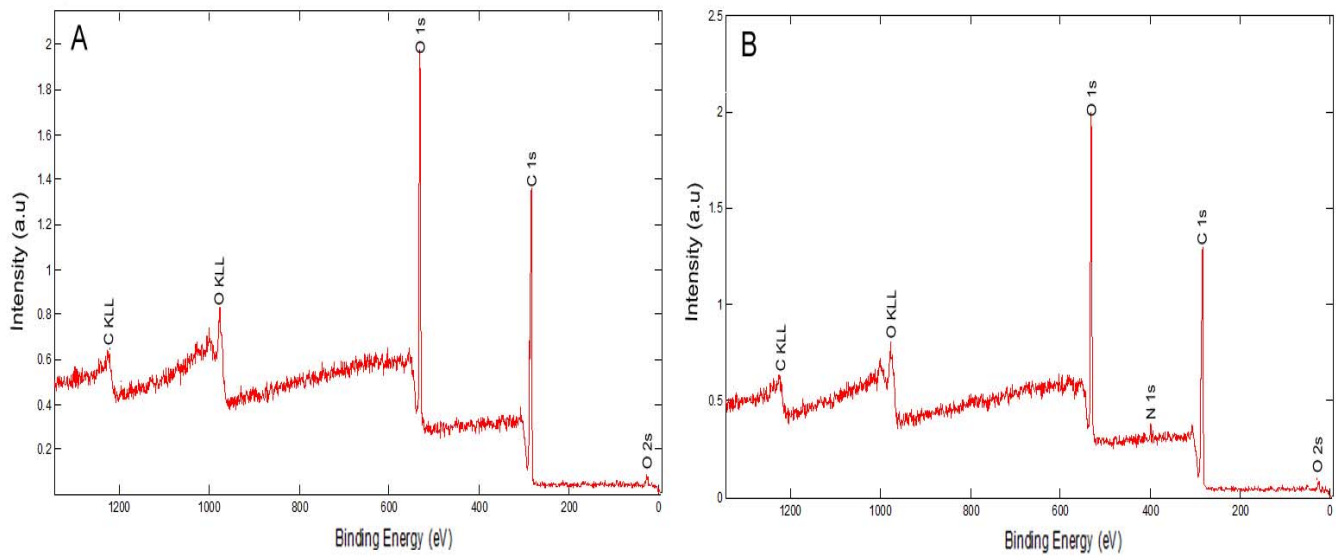 A
2
1.8
1.6
1.4
1.2
1
0.8
0.6
0.4
0.2
Intensity (a.u)
C KLL
O KLL
O 1s
C 1s
O 2s
1200 1000 800 600 400 200 0
Binding Energy (eV)
B
2.5
2
1.5
1
0.5
0
Intensity (a.u)
C KLL
O KLL
O 1s
N 1s
C 1s
O 2s
1200 1000 800 600 400 200 0
Binding Energy (eV)